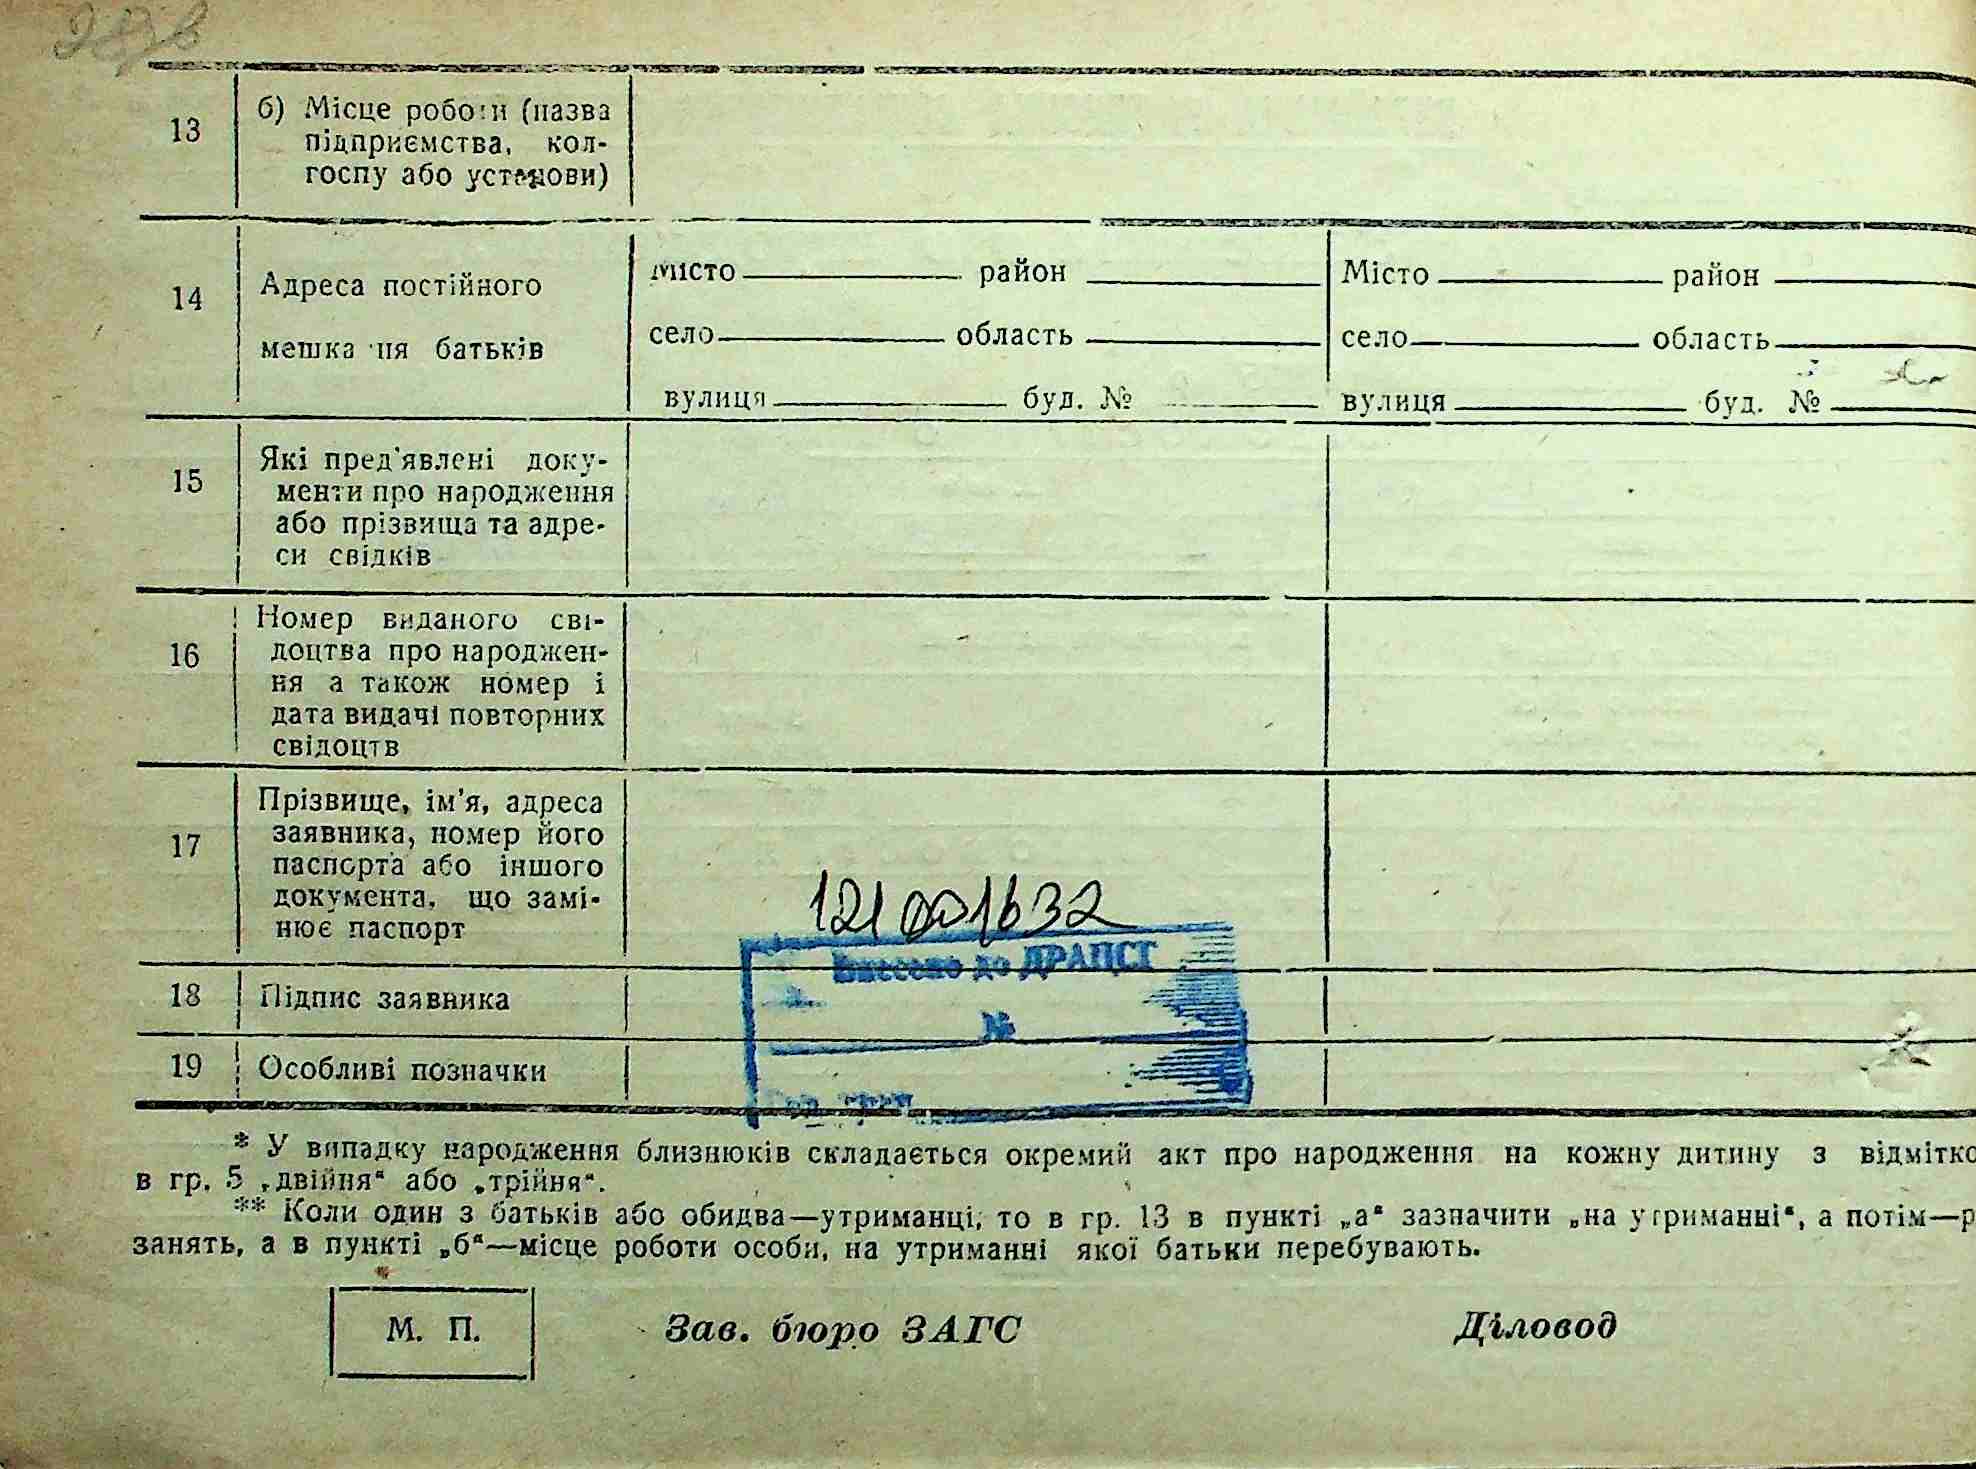 13
б) Місце роботи (назва
підприємства, кол-
госпу або установи)
14
Адреса постійного
мешкання батьків
місто район
село область
вулиця буд. №
Місто район
село область
вулиця буд. №
15
Які пред'явлені доку-
менти про народження
або прізвища та адре-
си свідків
16
Номер виданого сві-
доцтва про народжен-
ня а також номер і
дата видачі повторних
свідоцтв
17
Прізвище, ім'я, адреса
заявника, номер його
паспорта або іншого
документа, що замі-
нює паспорт
121001632
Внесено до ДРАЦСГ
№
18
Підпис заявника
19
Особливі позначки
* У випадку народження близнюків складається окремий акт про народження на кожну дитину з відмітко
в гр. 5 „двійня“ або „трійня“.
** Коли один з батьків або обидва—утриманці, то в гр. 13 в пункті „а“ зазначити „на утриманні“, а потім—р
занять, а в пункті „б“—місце роботи особи, на утриманні якої батьки перебувають.
М. П.
Зав. бюро ЗАГС
Діловод